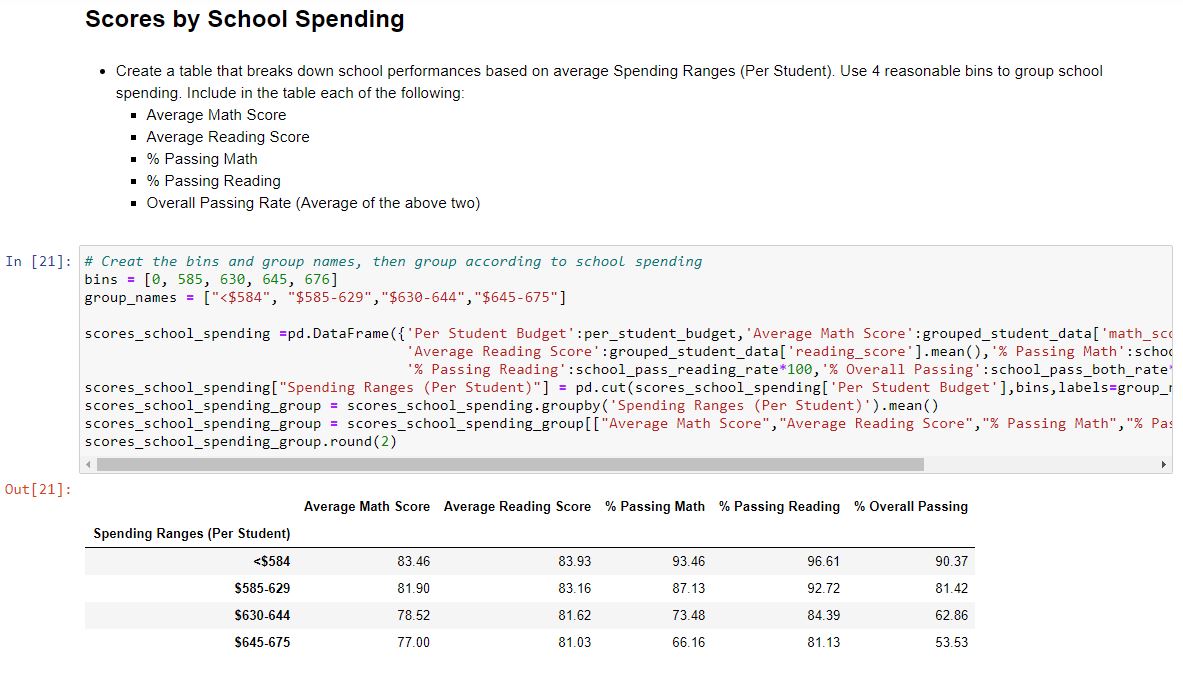 Scores by School Spending
• Create a table that breaks down school performances based on average Spending Ranges (Per Student). Use 4 reasonable bins to group school
spending. Include in the table each of the following:
▪ Average Math Score
▪ Average Reading Score
▪ % Passing Math
▪ % Passing Reading
▪ Overall Passing Rate (Average of the above two)
In [21]:
# Creat the bins and group names, then group according to school spending
bins = [0, 585, 630, 645, 676]
group_names = ["<$584", "$585-629","$630-644","$645-675"]
scores_school_spending =pd.DataFrame({'Per Student Budget':per_student_budget,'Average Math Score':grouped_student_data['math_sco
'Average Reading Score':grouped_student_data['reading_score'].mean(),'% Passing Math':schoo
'% Passing Reading':school_pass_reading_rate*100,'% Overall Passing':school_pass_both_rate*
scores_school_spending["Spending Ranges (Per Student)"] = pd.cut(scores_school_spending['Per Student Budget'],bins,labels=group_n
scores_school_spending_group = scores_school_spending.groupby('Spending Ranges (Per Student)').mean()
scores_school_spending_group = scores_school_spending_group[["Average Math Score","Average Reading Score","% Passing Math","% Pas
scores_school_spending_group.round(2)
Out[21]:
Average Math Score Average Reading Score % Passing Math % Passing Reading % Overall Passing
Spending Ranges (Per Student)
<$584 83.46 83.93 93.46 96.61 90.37
$585-629 81.90 83.16 87.13 92.72 81.42
$630-644 78.52 81.62 73.48 84.39 62.86
$645-675 77.00 81.03 66.16 81.13 53.53